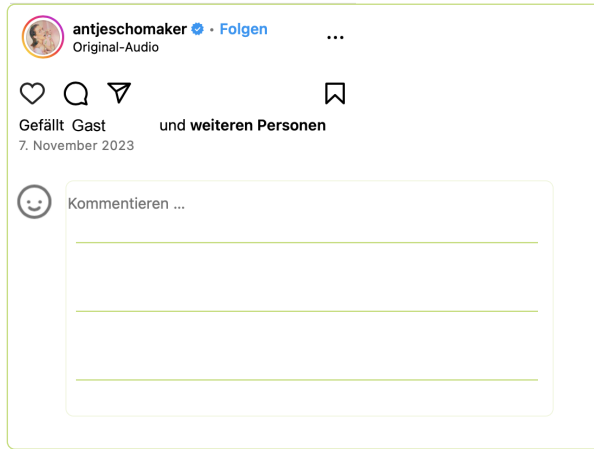 antjeschomaker • Folgen
Original-Audio
Gefällt Gast und weiteren Personen
7. November 2023
Kommentieren ...